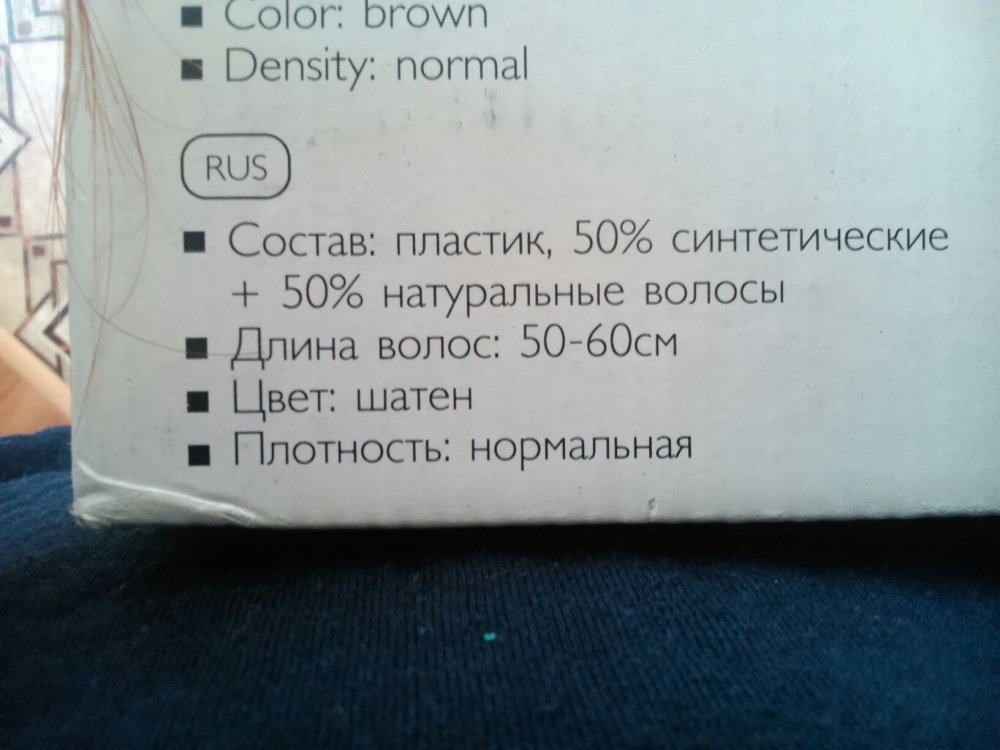 ▪ Color: brown
▪ Density: normal
RUS
▪ Состав: пластик, 50% синтетические
+ 50% натуральные волосы
▪ Длина волос: 50-60см
▪ Цвет: шатен
▪ Плотность: нормальная